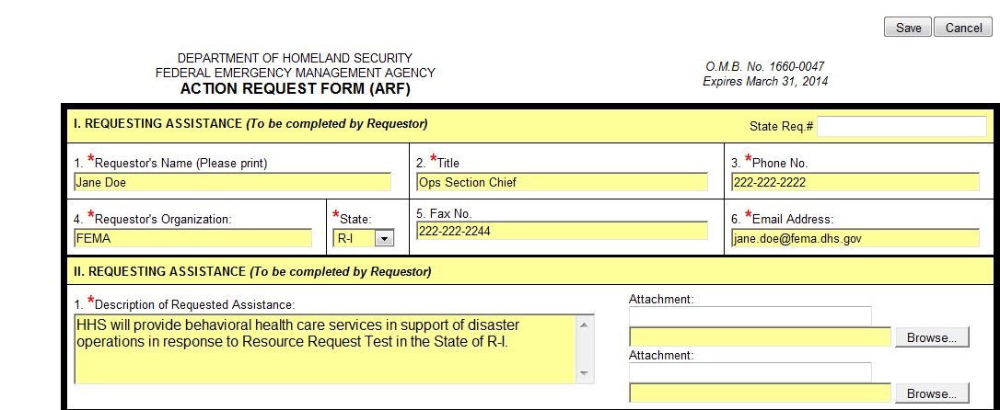 Save Cancel
DEPARTMENT OF HOMELAND SECURITY
FEDERAL EMERGENCY MANAGEMENT AGENCY
ACTION REQUEST FORM (ARF)
O.M.B. No. 1660-0047
Expires March 31, 2014
I. REQUESTING ASSISTANCE (To be completed by Requestor)
State Req.#
1. *Requestor's Name (Please print)
Jane Doe
2. *Title
Ops Section Chief
3. *Phone No.
222-222-2222
4. *Requestor's Organization:
FEMA
*State:
R-I
5. Fax No.
222-222-2244
6. *Email Address:
jane.doe@fema.dhs.gov
II. REQUESTING ASSISTANCE (To be completed by Requestor)
1. *Description of Requested Assistance:
HHS will provide behavioral health care services in support of disaster
operations in response to Resource Request Test in the State of R-I.
Attachment:
Browse...
Attachment:
Browse...